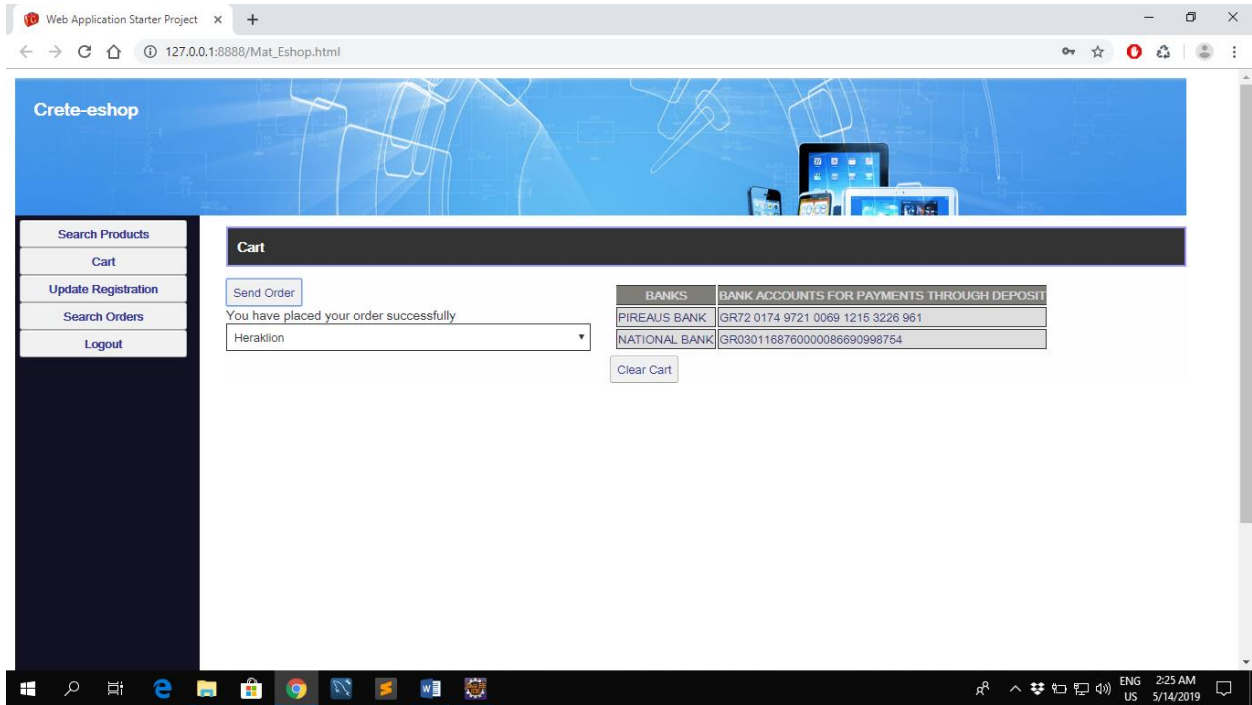 Web Application Starter Project
127.0.0.1:8888/Mat_Eshop.html
Crete-eshop
Search Products
Cart
Update Registration
Search Orders
Logout
Cart
Send Order
You have placed your order successfully
Heraklion
BANKS BANK ACCOUNTS FOR PAYMENTS THROUGH DEPOSIT
PIREAUS BANK GR72 0174 9721 0069 1215 3226 961
NATIONAL BANK GR0301168760000086690998754
Clear Cart
ENG 2:25 AM
US 5/14/2019